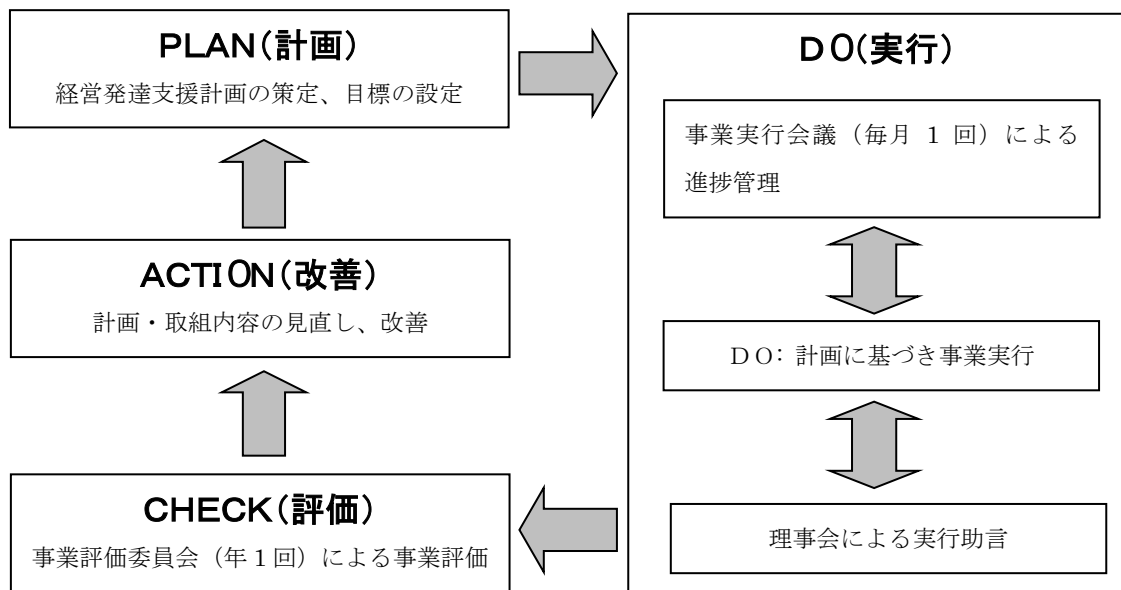 PLAN(計画)
経営発達支援計画の策定、目標の設定
DO(実行)
事業実行会議（毎月 1 回）による
進捗管理
DO：計画に基づき事業実行
理事会による実行助言
ACTION(改善)
計画・取組内容の見直し、改善
CHECK(評価)
事業評価委員会（年 1 回）による事業評価